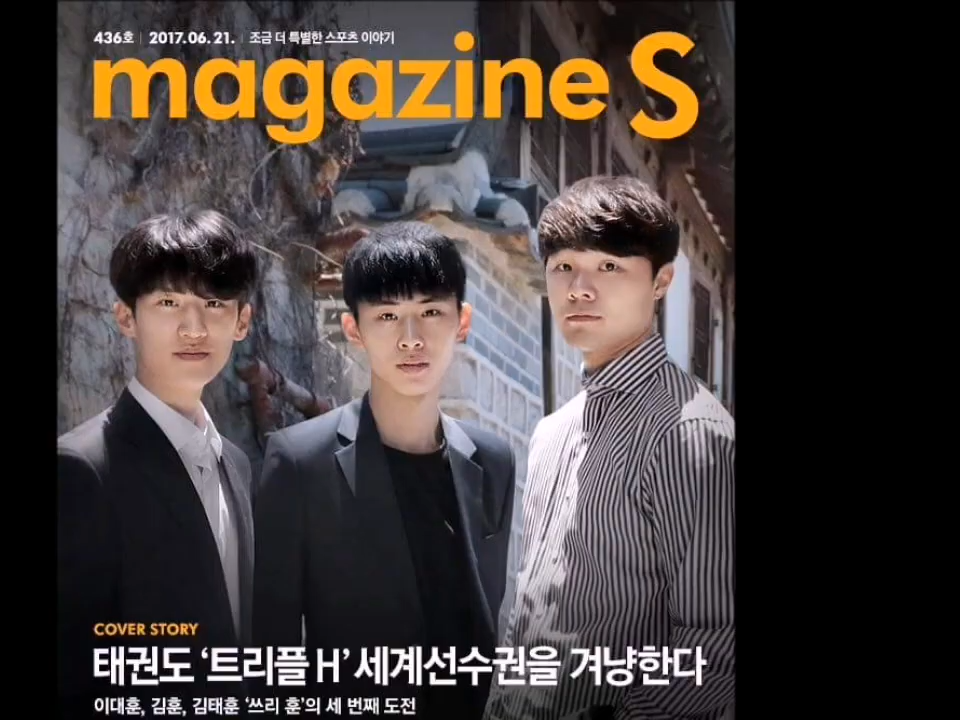 436호 | 2017.06.21. | 조금 더 특별한 스포츠 이야기
magazine S
COVER STORY
태권도 ‘트리플 H’ 세계선수권을 겨냥한다
이대훈, 김훈, 김태훈 ‘쓰리 훈’의 세 번째 도전